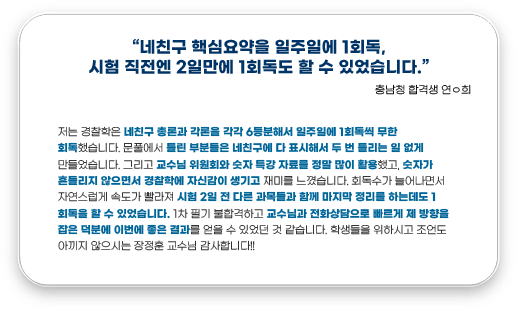 “네친구 핵심요약을 일주일에 1회독,
시험 직전엔 2일만에 1회독도 할 수 있었습니다.”
충남청 합격생 연ㅇ희
저는 경찰학은 네친구 총론과 각론을 각각 6등분해서 일주일에 1회독씩 무한
회독했습니다. 문풀에서 틀린 부분들은 네친구에 다 표시해서 두 번 틀리는 일 없게
만들었습니다. 그리고 교수님 위원회와 숫자 특강 자료를 정말 많이 활용했고, 숫자가
흔들리지 않으면서 경찰학에 자신감이 생기고 재미를 느꼈습니다. 회독수가 늘어나면서
자연스럽게 속도가 빨라져 시험 2일 전 다른 과목들과 함께 마지막 정리를 하는데도 1
회독을 할 수 있었습니다. 1차 필기 불합격하고 교수님과 전화상담으로 빠르게 제 방향을
잡은 덕분에 이번에 좋은 결과를 얻을 수 있었던 것 같습니다. 학생들을 위하시고 조언도
아끼지 않으시는 장정훈 교수님 감사합니다!!